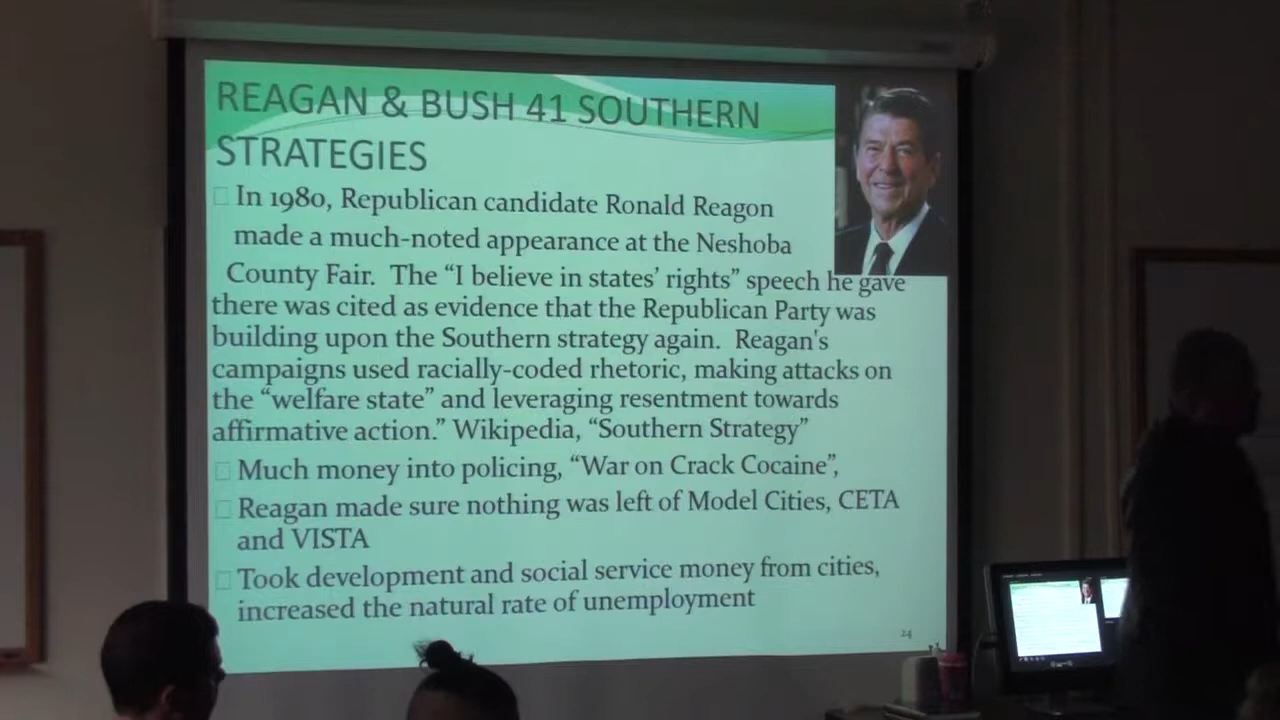 REAGAN & BUSH 41 SOUTHERN
STRATEGIES
In 1980, Republican candidate Ronald Reagon
made a much-noted appearance at the Neshoba
County Fair. The “I believe in states’ rights” speech he gave
there was cited as evidence that the Republican Party was
building upon the Southern strategy again. Reagan's
campaigns used racially-coded rhetoric, making attacks on
the “welfare state” and leveraging resentment towards
affirmative action.” Wikipedia, “Southern Strategy”
Much money into policing, “War on Crack Cocaine”,
Reagan made sure nothing was left of Model Cities, CETA
and VISTA
Took development and social service money from cities,
increased the natural rate of unemployment
24